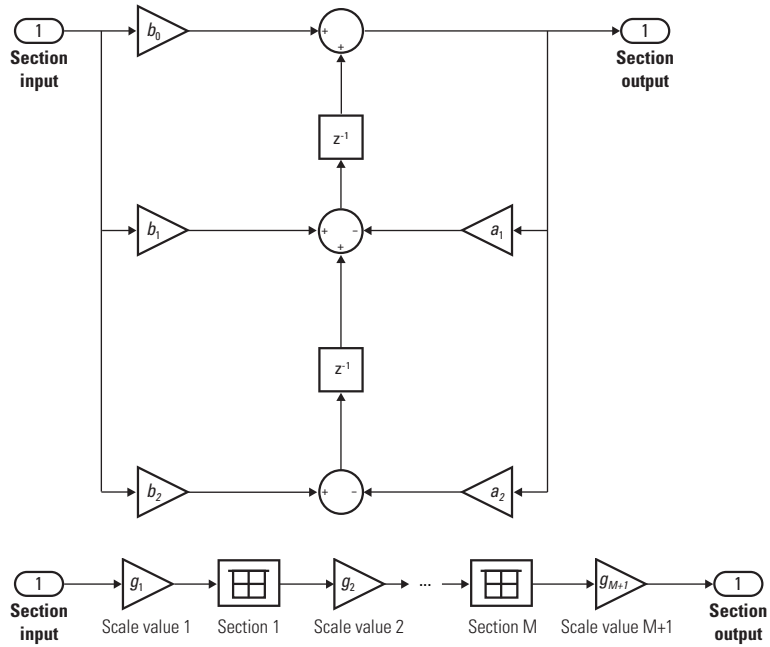 1
b₀
+
+
1
Section
input
Section
output
z⁻¹
b₁
+
−
+
a₁
z⁻¹
b₂
+
−
a₂
1
g₁
g₂
...
g_M+1
1
Section
input
Scale value 1
Section 1
Scale value 2
Section M
Scale value M+1
Section
output